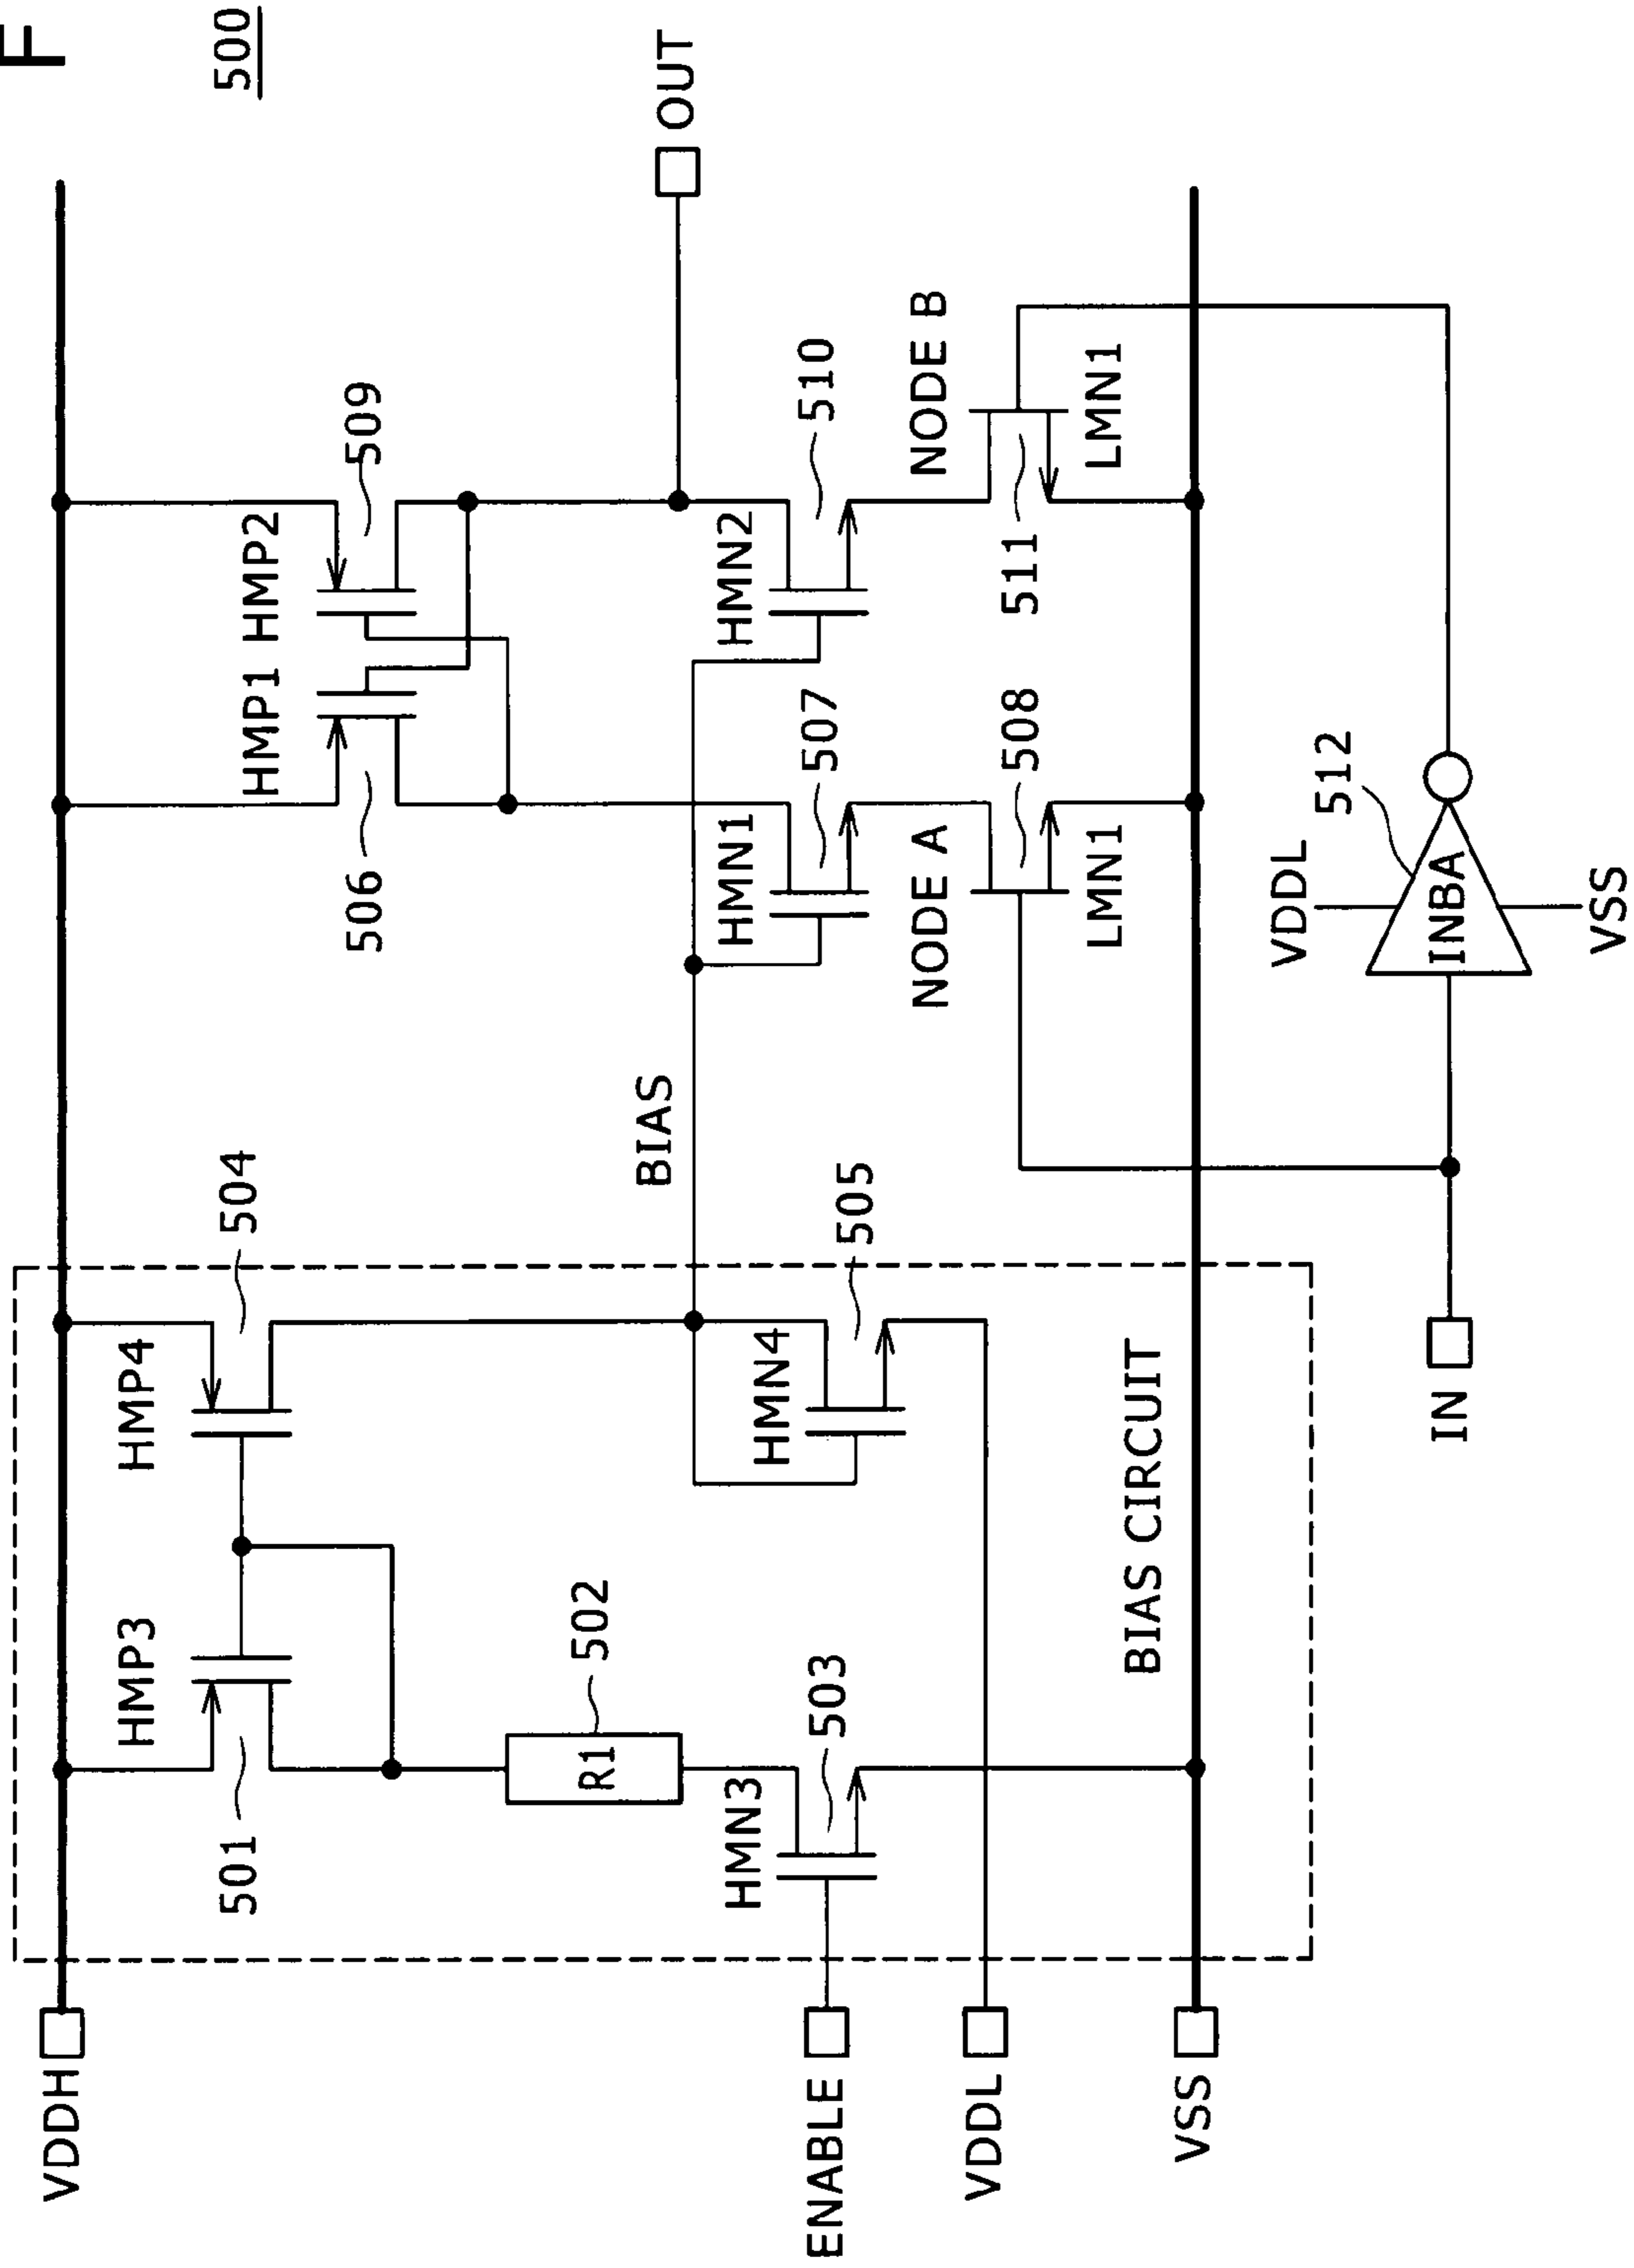 F
500
VDDH
HMP3
501
HMP4
504
HMP1
HMP2
506
509
OUT
R1
502
BIAS
HMN3
503
HMN4
505
HMN1
507
HMN2
510
ENABLE
NODE A
NODE B
VDDL
508
511
LMN1
LMN1
BIAS CIRCUIT
VSS
VDDL
512
IN
INBA
VSS